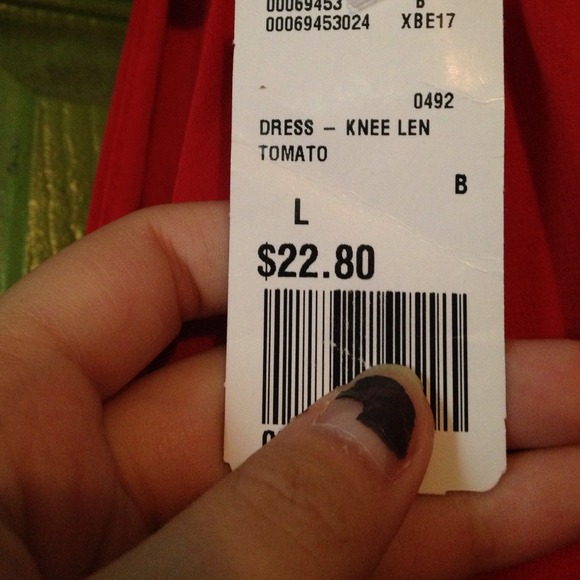 00069453 B
00069453024 XBE17
0492
DRESS – KNEE LEN
TOMATO
B
L
$22.80